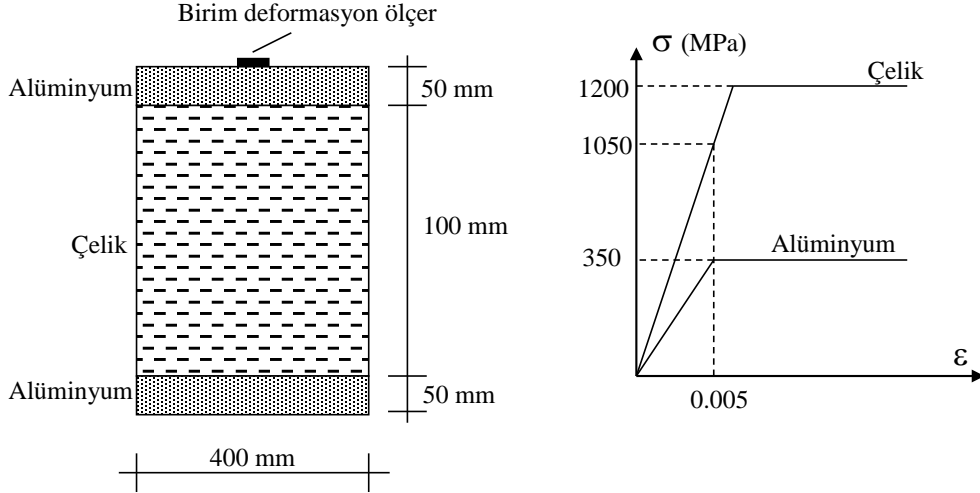 Birim deformasyon ölçer
Alüminyum
50 mm
Çelik
100 mm
Alüminyum
50 mm
400 mm
σ (MPa)
Çelik
1200
1050
Alüminyum
350
ε
0.005